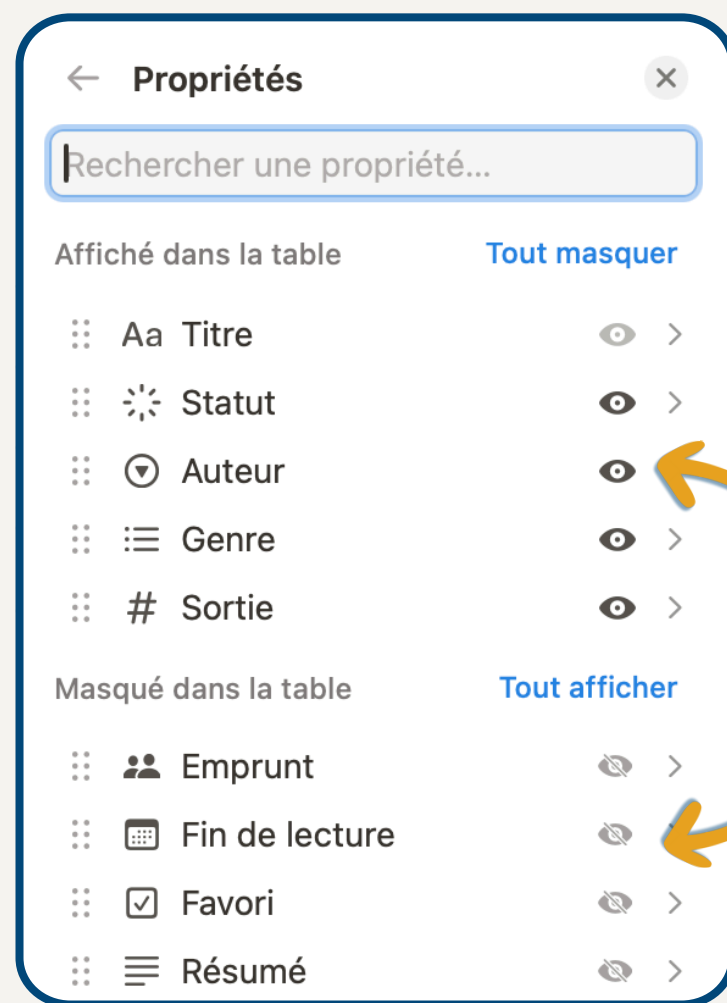 Propriétés
Rechercher une propriété...
Affiché dans la table Tout masquer
Aa Titre
Statut
Auteur
Genre
# Sortie
Masqué dans la table Tout afficher
Emprunt
Fin de lecture
Favori
Résumé